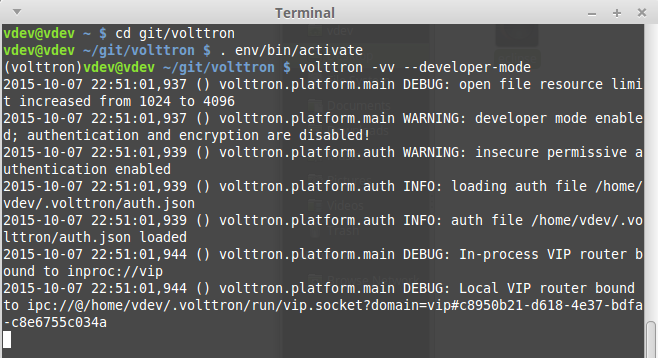 Terminal
vdev@vdev ~ $ cd git/volttron
vdev@vdev ~/git/volttron $ . env/bin/activate
(volttron)vdev@vdev ~/git/volttron $ volttron -vv --developer-mode
2015-10-07 22:51:01,937 () volttron.platform.main DEBUG: open file resource limi
t increased from 1024 to 4096
2015-10-07 22:51:01,937 () volttron.platform.main WARNING: developer mode enable
d; authentication and encryption are disabled!
2015-10-07 22:51:01,939 () volttron.platform.auth WARNING: insecure permissive a
uthentication enabled
2015-10-07 22:51:01,939 () volttron.platform.auth INFO: loading auth file /home/
vdev/.volttron/auth.json
2015-10-07 22:51:01,939 () volttron.platform.auth INFO: auth file /home/vdev/.vo
lttron/auth.json loaded
2015-10-07 22:51:01,944 () volttron.platform.main DEBUG: In-process VIP router b
ound to inproc://vip
2015-10-07 22:51:01,944 () volttron.platform.main DEBUG: Local VIP router bound
to ipc://@/home/vdev/.volttron/run/vip.socket?domain=vip#c8950b21-d618-4e37-bdfa
-c8e6755c034a